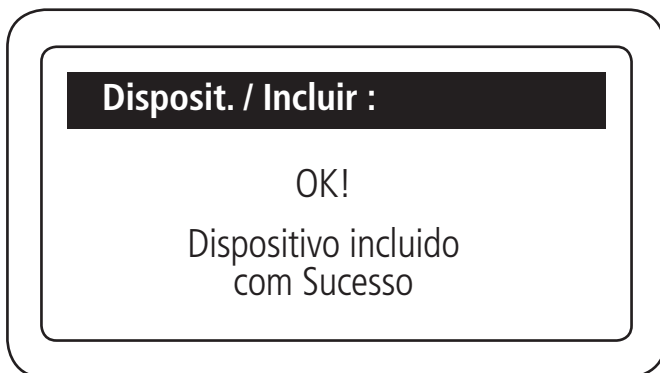 Disposit. / Incluir :
OK!
Dispositivo incluido
com Sucesso